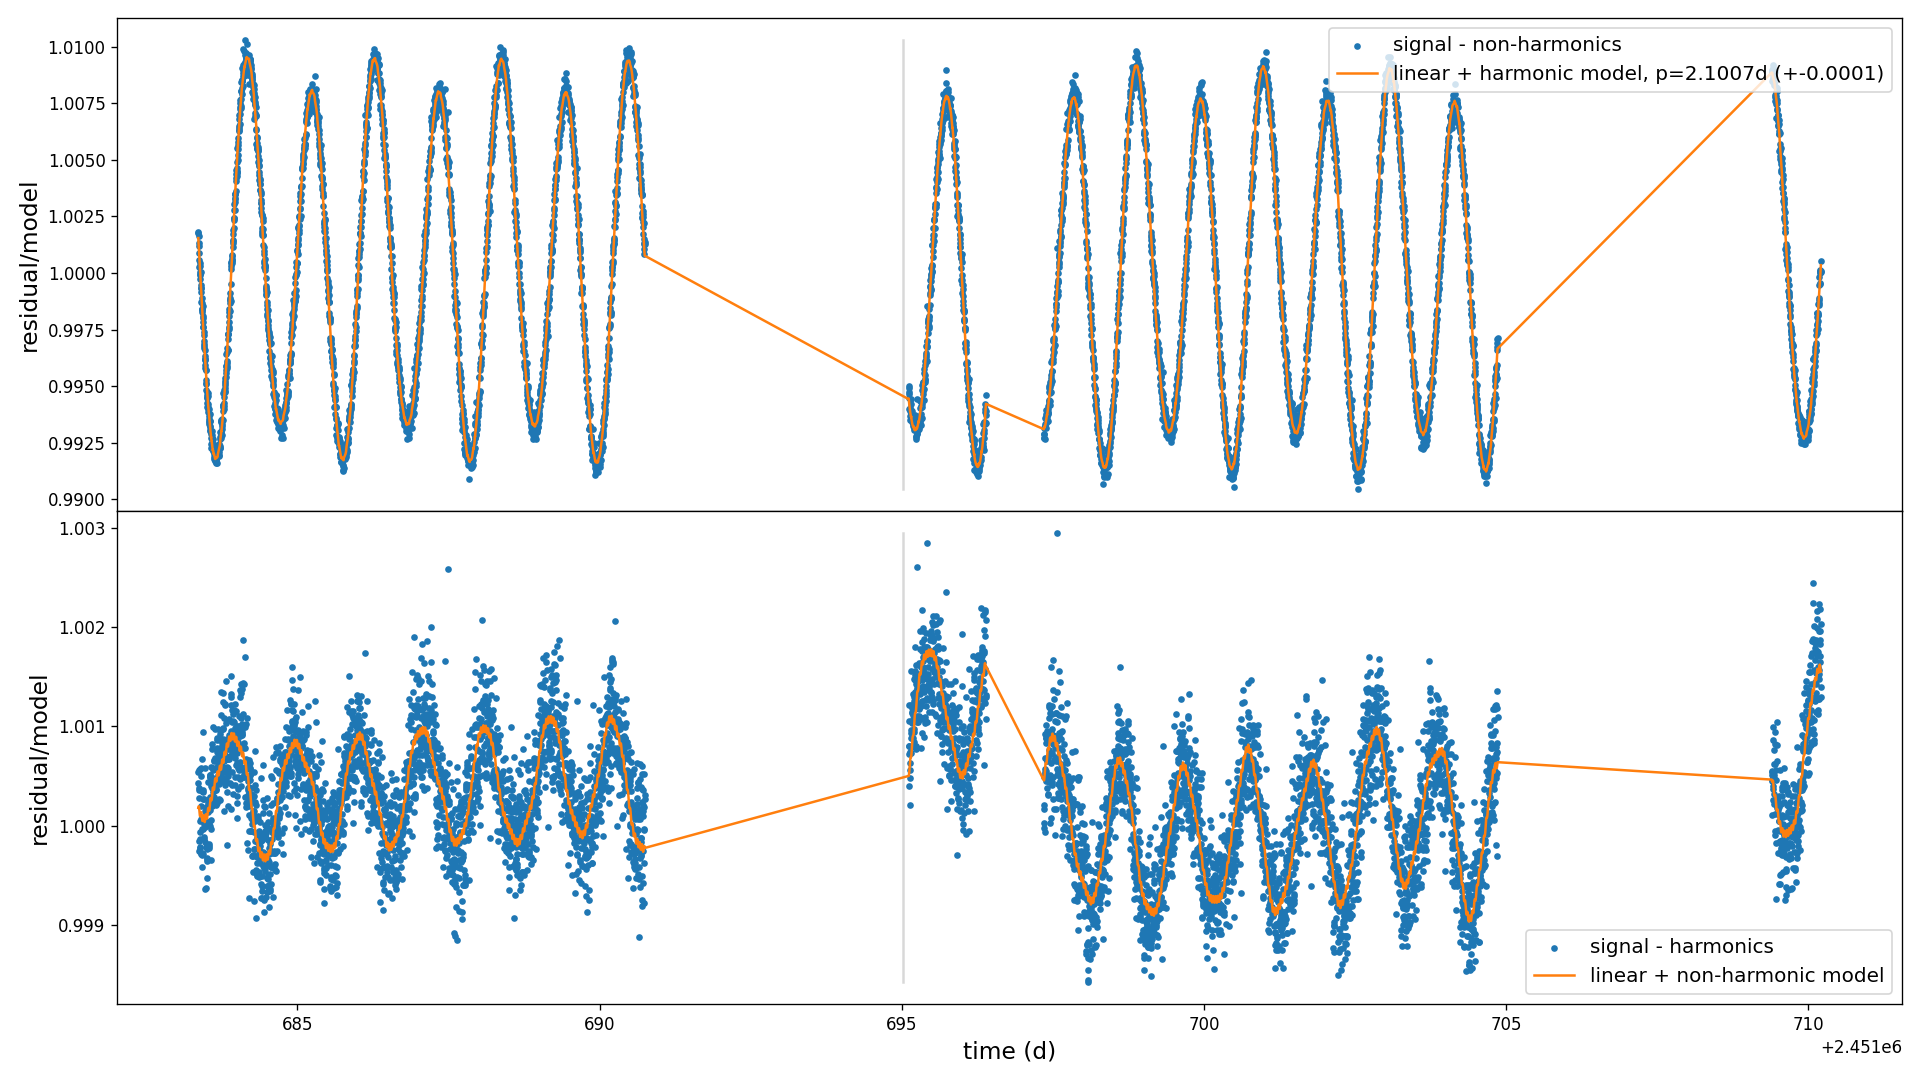 signal - non-harmonics
linear + harmonic model, p=2.1007d (+-0.0001)
1.0100
1.0075
1.0050
1.0025
1.0000
0.9975
0.9950
0.9925
0.9900
residual/model
1.003
1.002
1.001
1.000
0.999
residual/model
signal - harmonics
linear + non-harmonic model
685
690
695
700
705
710
time (d)
+2.451e6